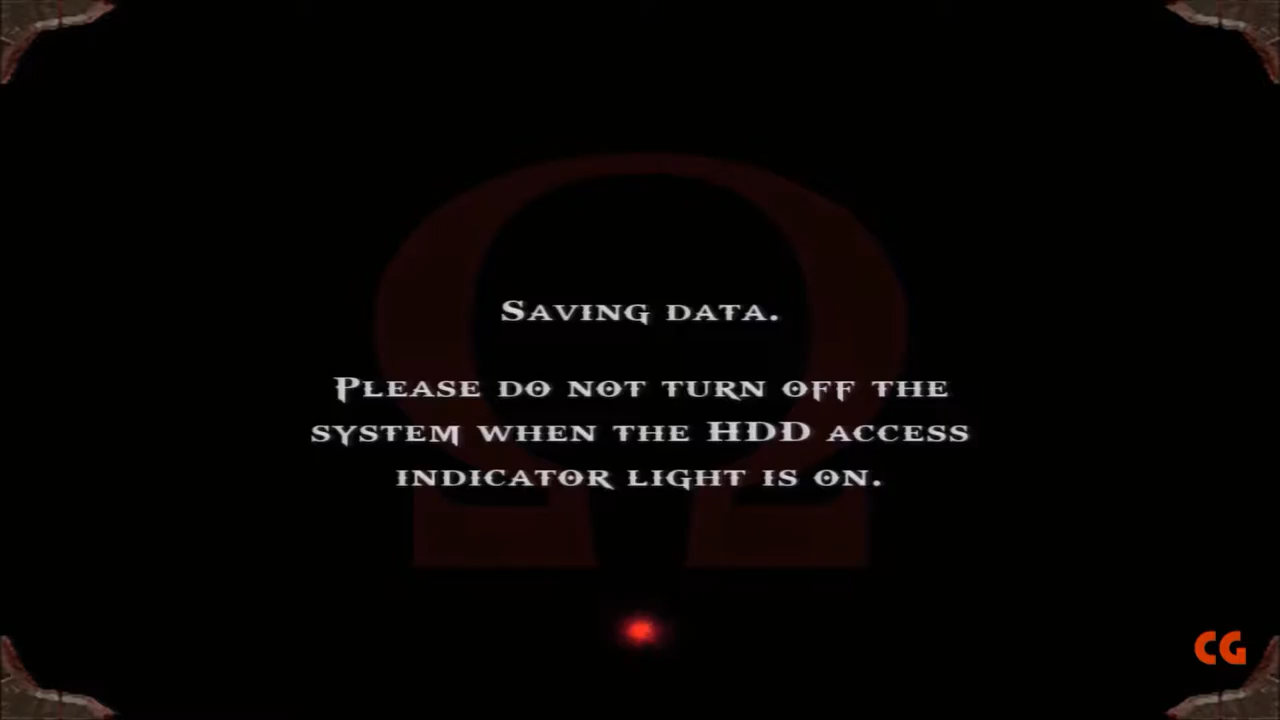 Saving data.
Please do not turn off the
system when the HDD access
indicator light is on.
CG